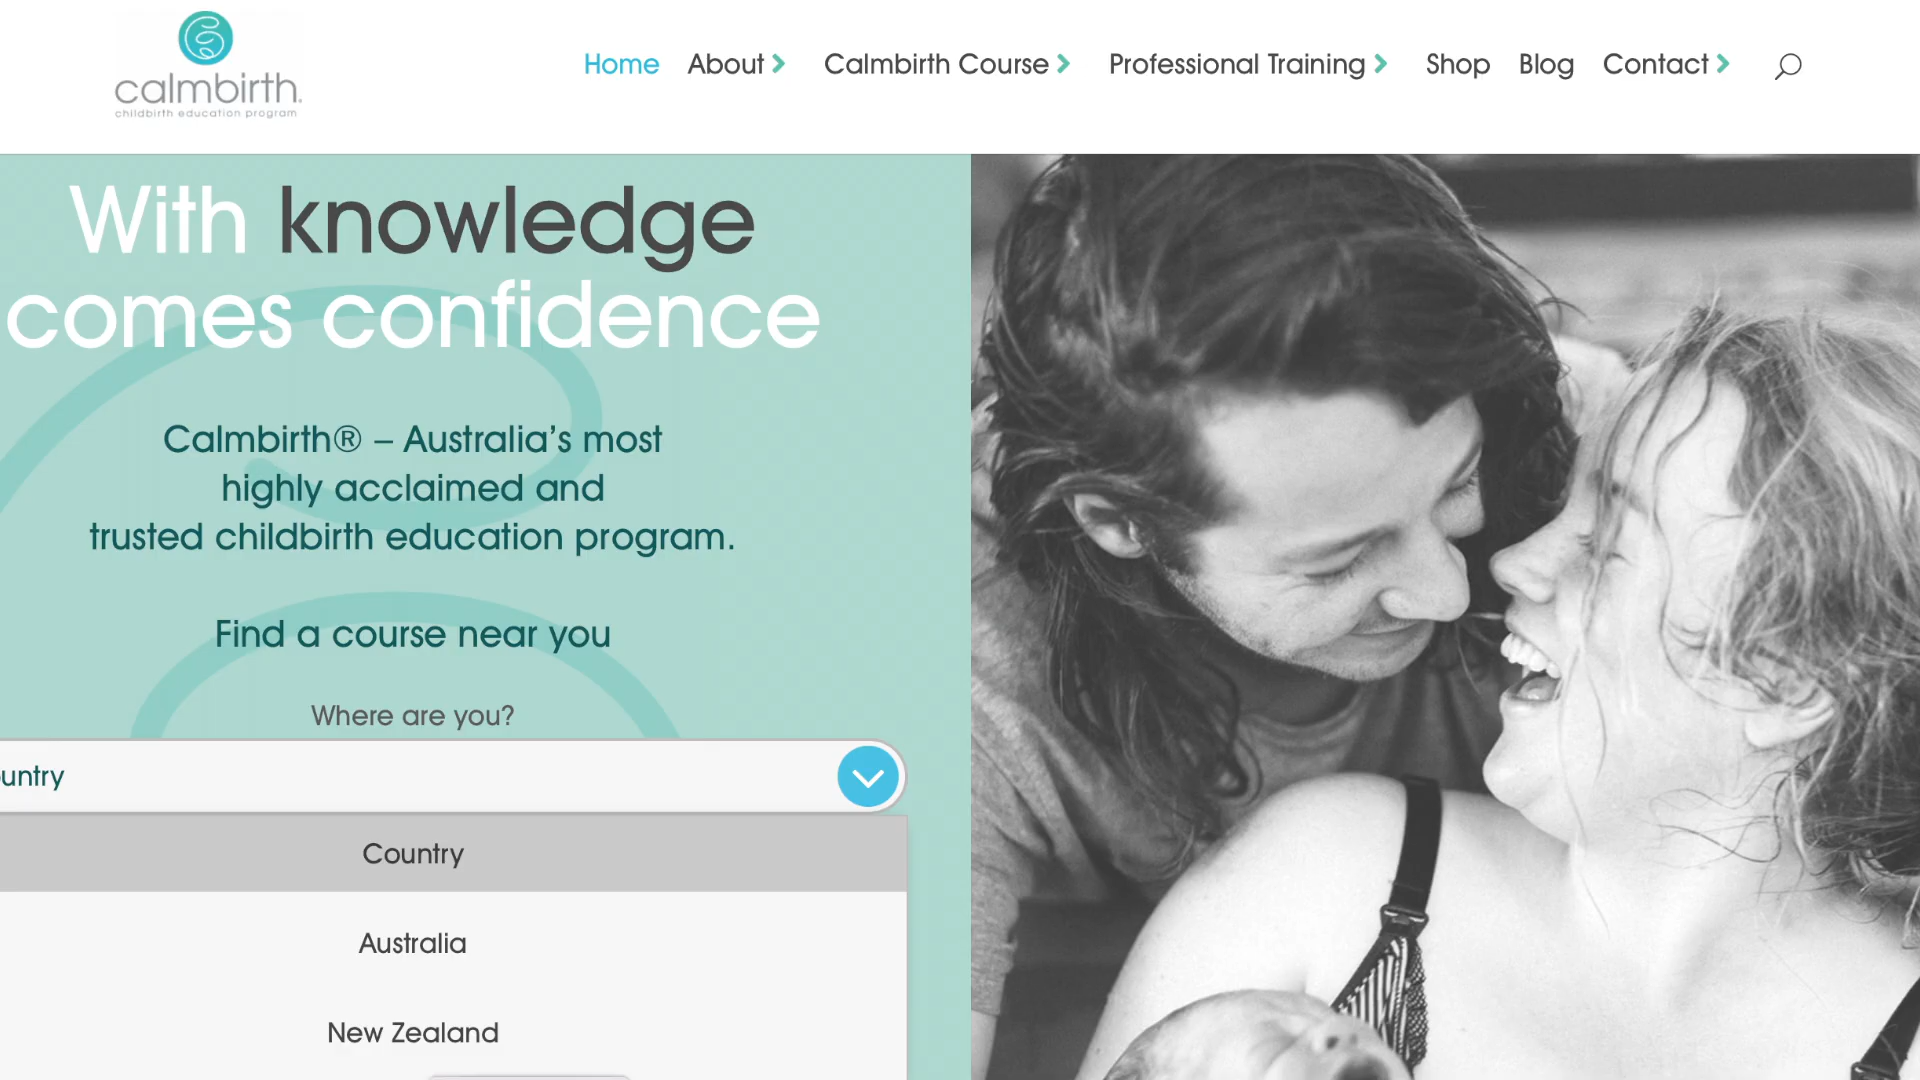 calmbirth.
childbirth education program
Home About Calmbirth Course Professional Training Shop Blog Contact
With knowledge
comes confidence
Calmbirth® – Australia’s most
highly acclaimed and
trusted childbirth education program.
Find a course near you
Where are you?
ountry
Country
Australia
New Zealand